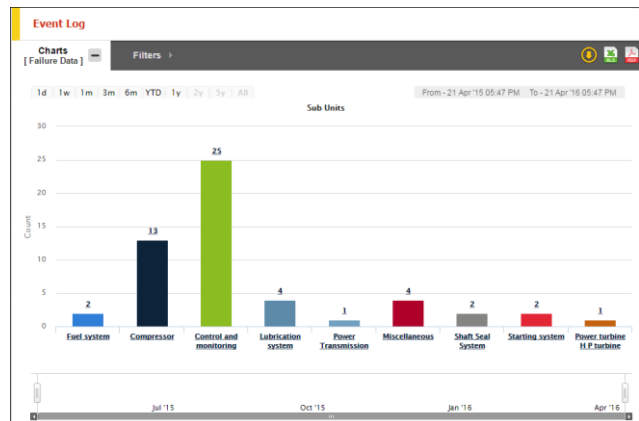 Event Log
Charts
[ Failure Data ]
Filters
XLS
PDF
1d 1w 1m 3m 6m YTD 1y 2y 5y All
From - 21 Apr '15 05:47 PM To - 21 Apr '16 05:47 PM
Sub Units
Count
30
25
20
15
10
5
0
2
13
25
4
1
4
2
2
1
Fuel system
Compressor
Control and
monitoring
Lubrication
system
Power
Transmission
Miscellaneous
Shaft Seal
System
Starting system
Power turbine
H P turbine
Jul '15 Oct '15 Jan '16 Apr '16